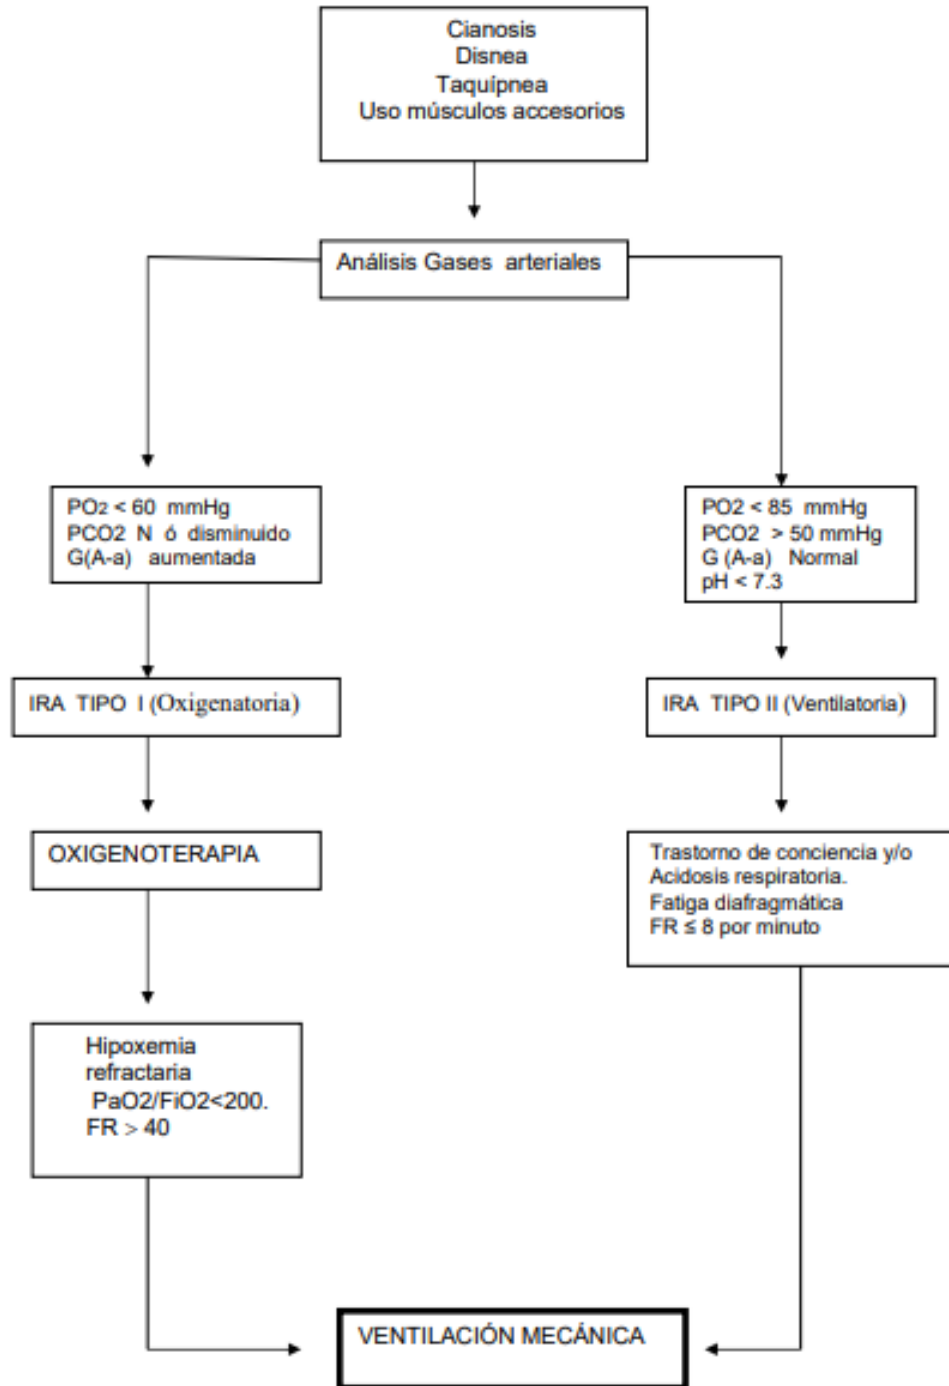 Cianosis
Disnea
Taquípnea
Uso músculos accesorios
Análisis Gases arteriales
PO2 < 60 mmHg
PCO2 N ó disminuido
G(A-a) aumentada
PO2 < 85 mmHg
PCO2 > 50 mmHg
G (A-a) Normal
pH < 7.3
IRA TIPO I (Oxigenatoria)
IRA TIPO II (Ventilatoria)
OXIGENOTERAPIA
Trastorno de conciencia y/o
Acidosis respiratoria.
Fatiga diafragmática
FR ≤ 8 por minuto
Hipoxemia
refractaria
PaO2/FiO2<200.
FR > 40
VENTILACIÓN MECÁNICA